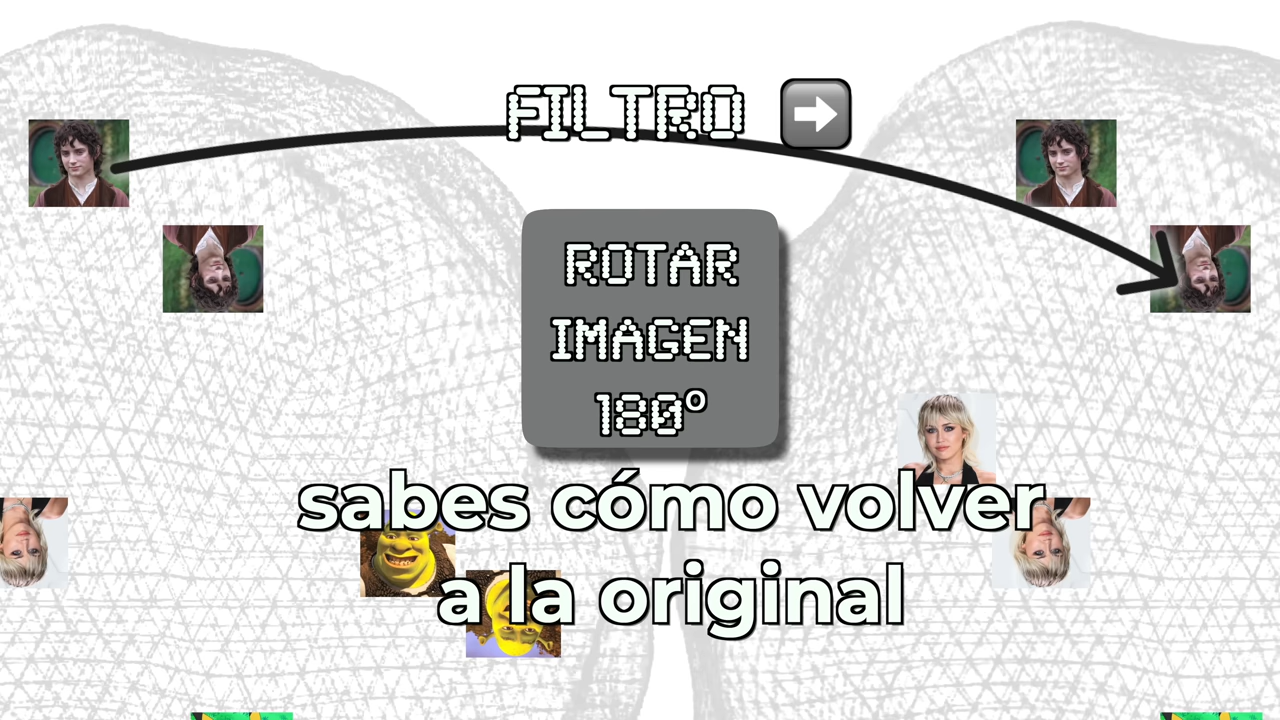 FILTRO
ROTAR
IMAGEN
180º
sabes cómo volver
a la original